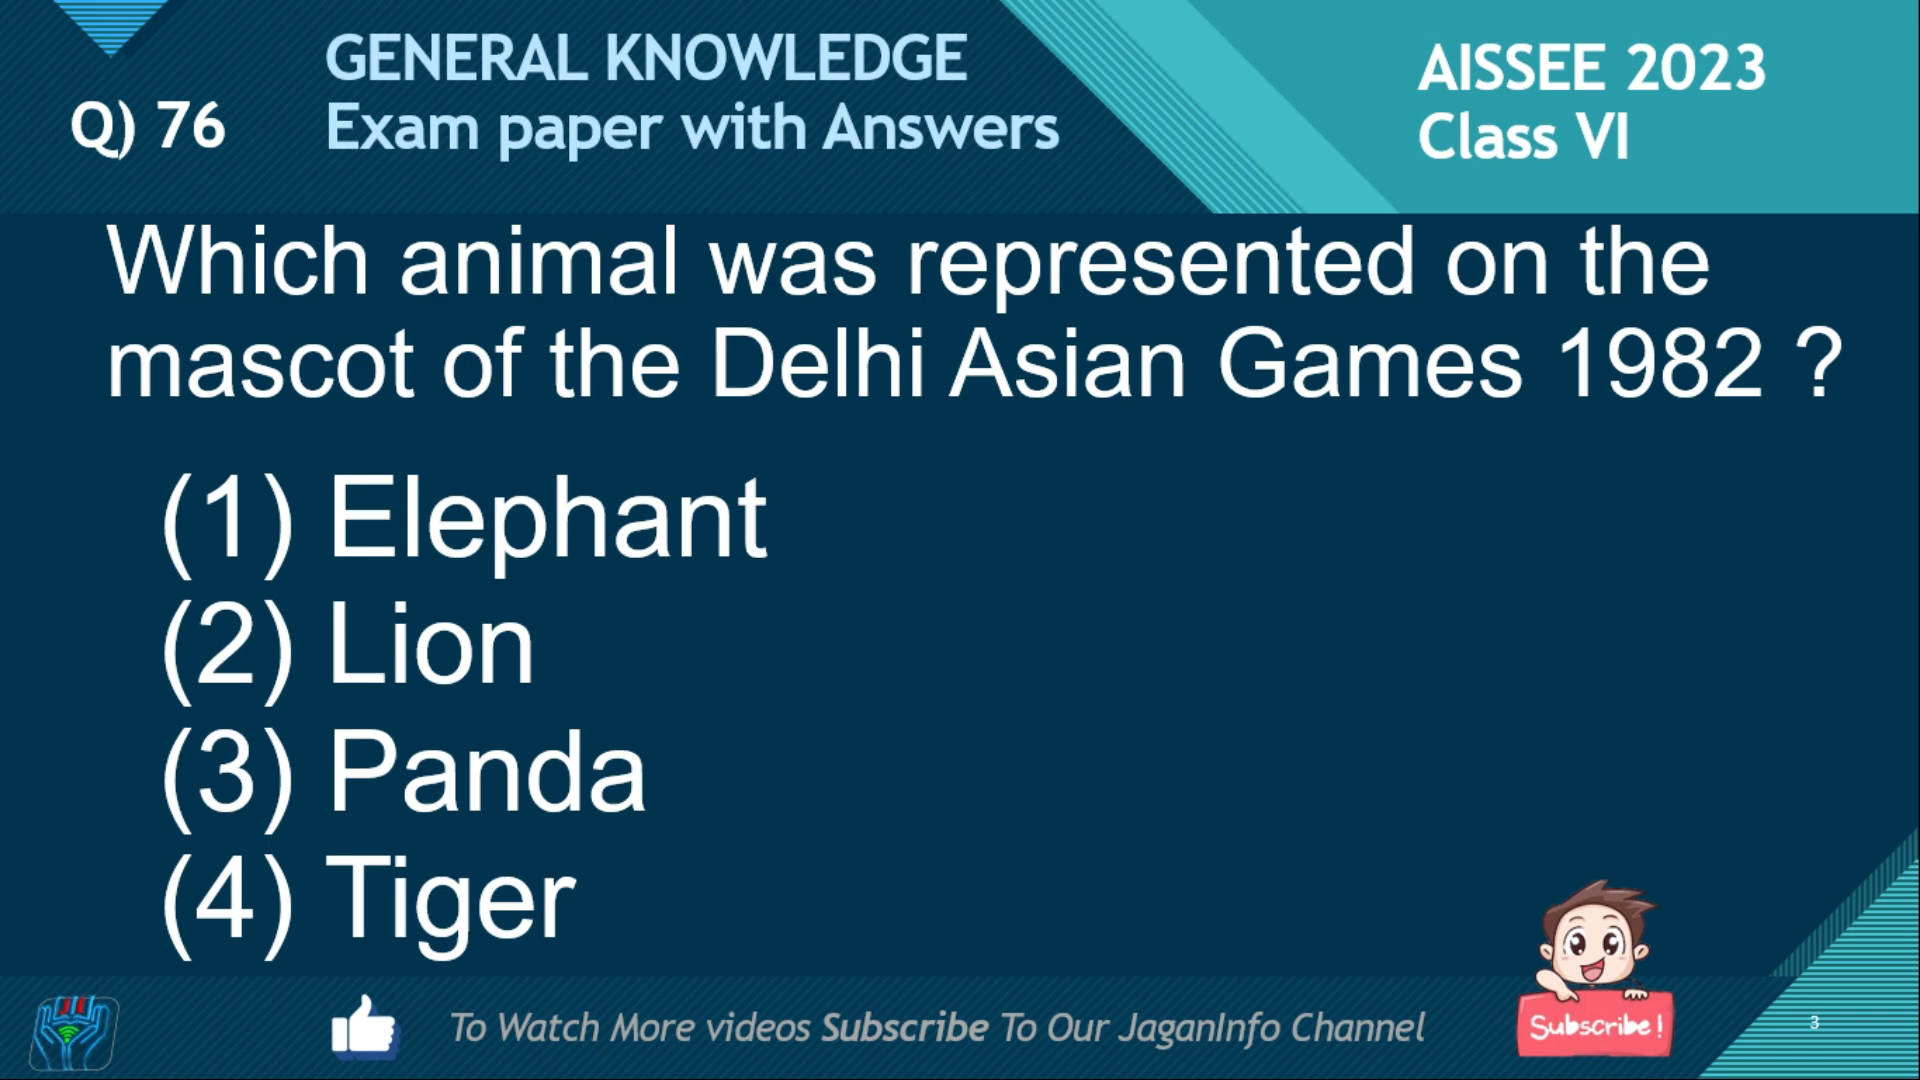 Q) 76
GENERAL KNOWLEDGE
Exam paper with Answers
AISSEE 2023
Class VI
Which animal was represented on the
mascot of the Delhi Asian Games 1982 ?
(1) Elephant
(2) Lion
(3) Panda
(4) Tiger
To Watch More videos Subscribe To Our JaganInfo Channel
Subscribe!
3